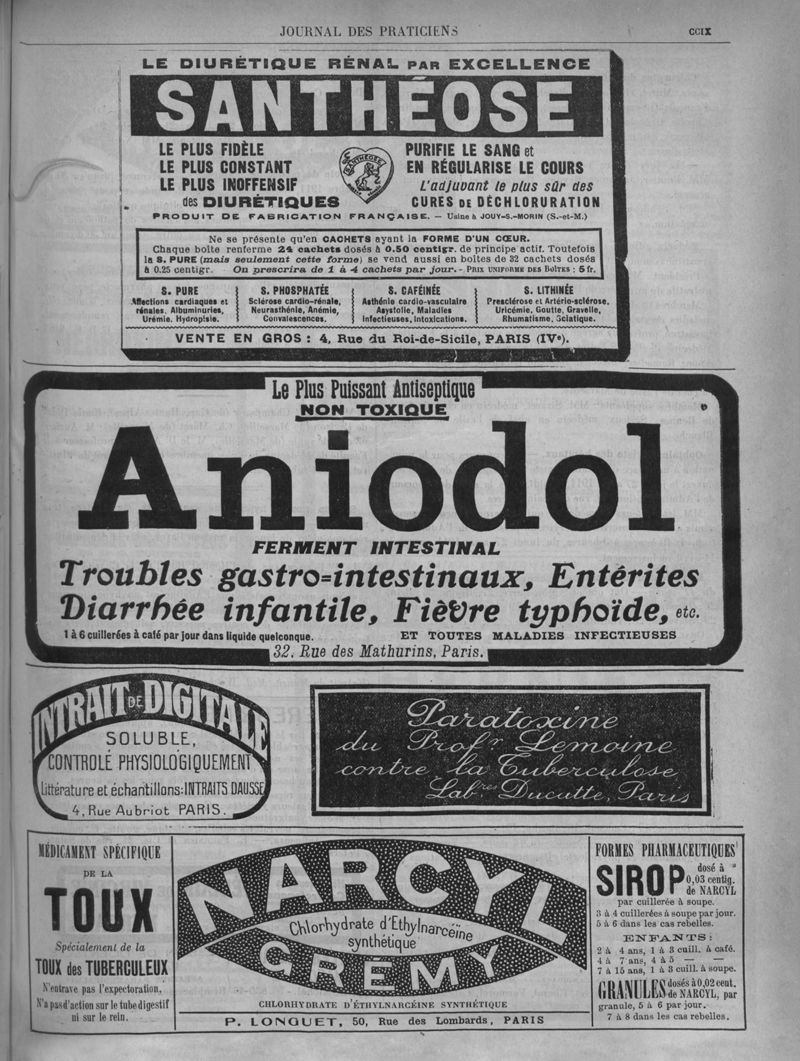 JOURNAL DES PRATICIENS
CCIX
LE DIURÉTIQUE RÉNAL PAR EXCELLENCE
SANTHÉOSE
LE PLUS FIDÈLE
LE PLUS CONSTANT
LE PLUS INOFFENSIF
des DIURÉTIQUES
SANTHÉOSE
PURIFIE LE SANG et
EN RÉGULARISE LE COURS
L'adjuvant le plus sûr des
CURES DE DÉCHLORURATION
PRODUIT DE FABRICATION FRANÇAISE. — Usine à JOUY-S.-MORIN (S.-et-M.)
Ne se présente qu'en CACHETS ayant la FORME D'UN CŒUR.
Chaque boîte renferme 24 cachets dosés à 0.50 centigr. de principe actif. Toutefois
la S. PURE (mais seulement cette forme) se vend aussi en boîtes de 32 cachets dosés
à 0.25 centigr. - On prescrira de 1 à 4 cachets par jour. - PRIX UNIFORME DES BOÎTES : 5 fr.
S. PURE
Affections cardiaques et
rénales, Albuminuries,
Urémie, Hydropisie.
S. PHOSPHATÉE
Sclérose cardio-rénale,
Neurasthénie, Anémie,
Convalescences.
S. CAFÉINÉE
Asthénie cardio-vasculaire
Asystolie, Maladies
Infectieuses, Intoxications.
S. LITHINÉE
Presclérose et Artério-sclérose,
Uricémie, Goutte, Gravelle,
Rhumatisme, Sciatique.
VENTE EN GROS : 4, Rue du Roi-de-Sicile, PARIS (IVe).
Le Plus Puissant Antiseptique
NON TOXIQUE
Aniodol
FERMENT INTESTINAL
Troubles gastro-intestinaux, Entérites
Diarrhée infantile, Fièvre typhoïde, etc.
1 à 6 cuillerées à café par jour dans liquide quelconque.
ET TOUTES MALADIES INFECTIEUSES
32, Rue des Mathurins, Paris.
INTRAIT DE DIGITALE
SOLUBLE,
CONTROLÉ PHYSIOLOGIQUEMENT
Littérature et échantillons: INTRAITS DAUSSE
4, Rue Aubriot PARIS.
Paratoxine
du Profr Lemoine
contre la Tuberculose
Labres Ducatte, Paris
MÉDICAMENT SPÉCIFIQUE
DE LA
TOUX
Spécialement de la
TOUX des TUBERCULEUX
N'entrave pas l'expectoration,
N'a pas d'action sur le tube digestif
ni sur le rein.
NARCYL
Chlorhydrate d'Ethylnarcéine
synthétique
GREMY
CHLORHYDRATE D'ÉTHYLNARCÉINE SYNTHÉTIQUE
P. LONGUET, 50, Rue des Lombards, PARIS
FORMES PHARMACEUTIQUES
SIROP dosé à
0,03 centig.
de NARCYL
par cuillerée à soupe.
3 à 4 cuillerées à soupe par jour.
5 à 6 dans les cas rebelles.
ENFANTS :
2 à 4 ans, 1 à 3 cuill. à café.
4 à 7 ans, 4 à 5 — —
7 à 15 ans, 1 à 3 cuill. à soupe.
GRANULES dosés à 0,02 cent.
de NARCYL, par
granule, 5 à 6 par jour.
7 à 8 dans les cas rebelles.